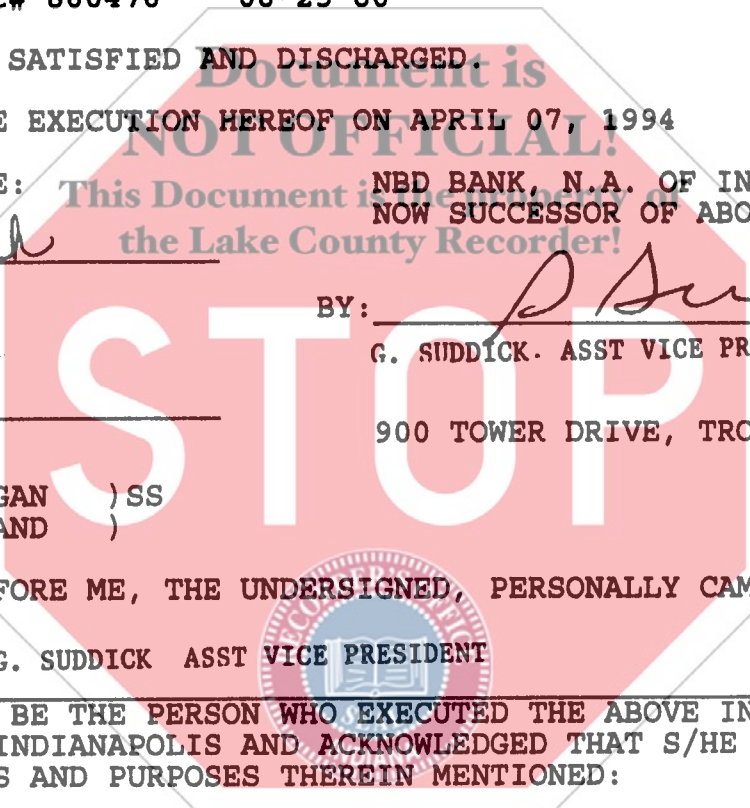 SATISFIED AND DISCHARGED.
Document is
EXECUTION HEREOF ON APRIL 07, 1994
NOT OFFICIAL!
This Document is the property of
NBD BANK, N.A. OF IN
NOW SUCCESSOR OF ABO
the Lake County Recorder!
BY:
G. SUDDICK. ASST VICE PR
STOP
900 TOWER DRIVE, TRO
GAN )SS
AND )
FORE ME, THE UNDERSIGNED, PERSONALLY CAM
G. SUDDICK ASST VICE PRESIDENT
BE THE PERSON WHO EXECUTED THE ABOVE IN
INDIANAPOLIS AND ACKNOWLEDGED THAT S/HE
S AND PURPOSES THEREIN MENTIONED: